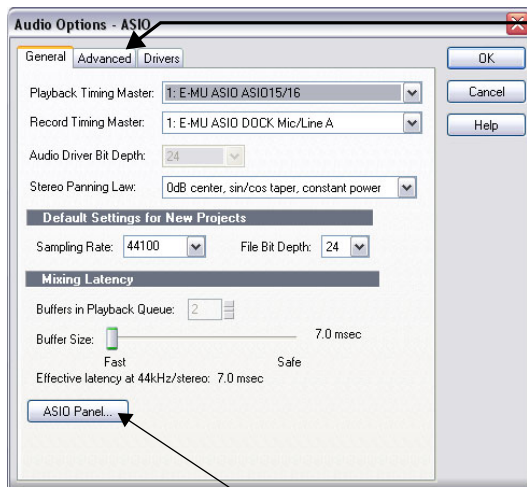 Audio Options - ASIO
General Advanced Drivers
OK
Cancel
Help
Playback Timing Master: 1: E-MU ASIO ASIO15/16
Record Timing Master: 1: E-MU ASIO DOCK Mic/Line A
Audio Driver Bit Depth: 24
Stereo Panning Law: 0dB center, sin/cos taper, constant power
Default Settings for New Projects
Sampling Rate: 44100 File Bit Depth: 24
Mixing Latency
Buffers in Playback Queue: 2
Buffer Size: 7.0 msec
Fast Safe
Effective latency at 44kHz/stereo: 7.0 msec
ASIO Panel...